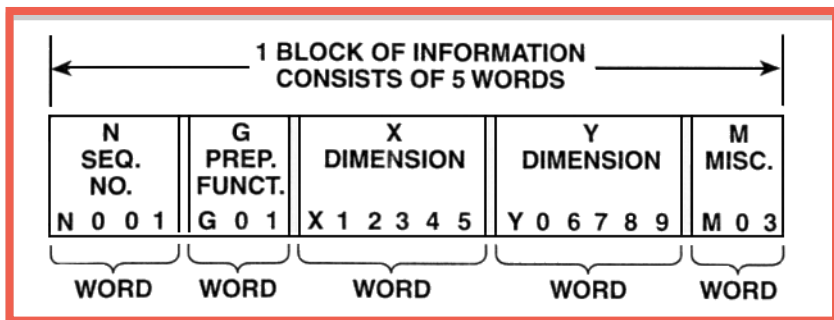 1 BLOCK OF INFORMATION
CONSISTS OF 5 WORDS
N
SEQ.
NO.
N 0 0 1
G
PREP.
FUNCT.
G 0 1
X
DIMENSION
X 1 2 3 4 5
Y
DIMENSION
Y 0 6 7 8 9
M
MISC.
M 0 3
WORD WORD WORD WORD WORD